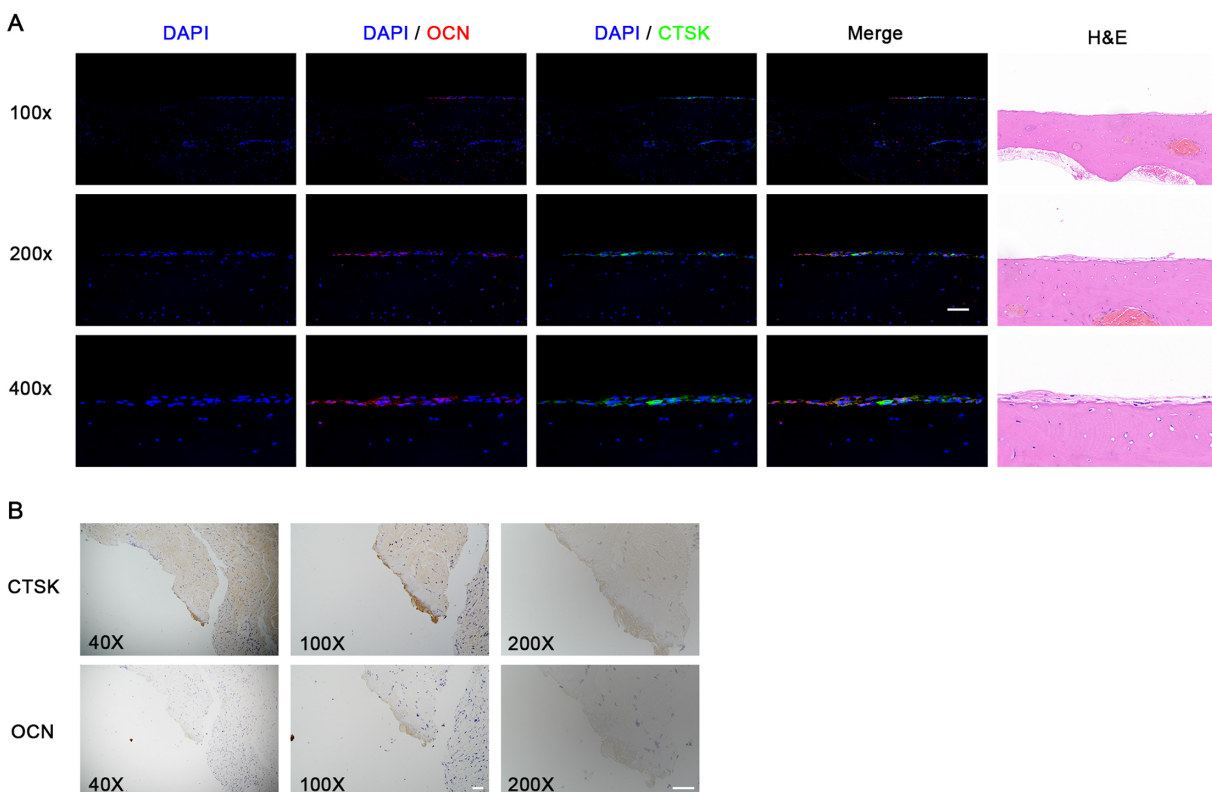 A
DAPI
DAPI / OCN
DAPI / CTSK
Merge
H&E
100x
200x
400x
B
CTSK
40X
100X
200X
OCN
40X
100X
200X